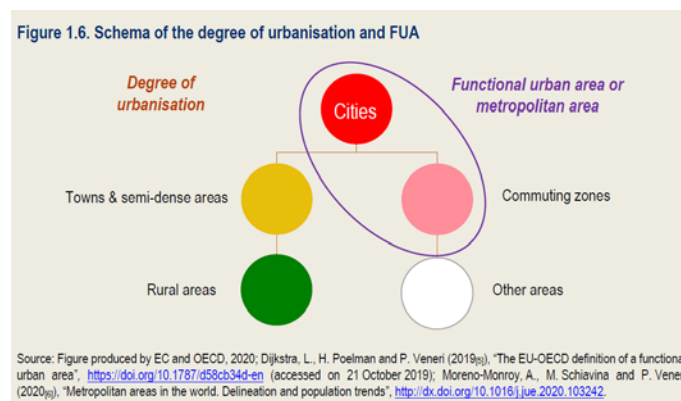 Figure 1.6. Schema of the degree of urbanisation and FUA
Degree of
urbanisation
Functional urban area or
metropolitan area
Cities
Towns & semi-dense areas
Commuting zones
Rural areas
Other areas
Source: Figure produced by EC and OECD, 2020; Dijkstra, L., H. Poelman and P. Veneri (2019[5]), “The EU-OECD definition of a functiona
urban area”, https://doi.org/10.1787/d58cb34d-en (accessed on 21 October 2019); Moreno-Monroy, A., M. Schiavina and P. Vener
(2020[6]), “Metropolitan areas in the world. Delineation and population trends”, http://dx.doi.org/10.1016/j.jue.2020.103242.